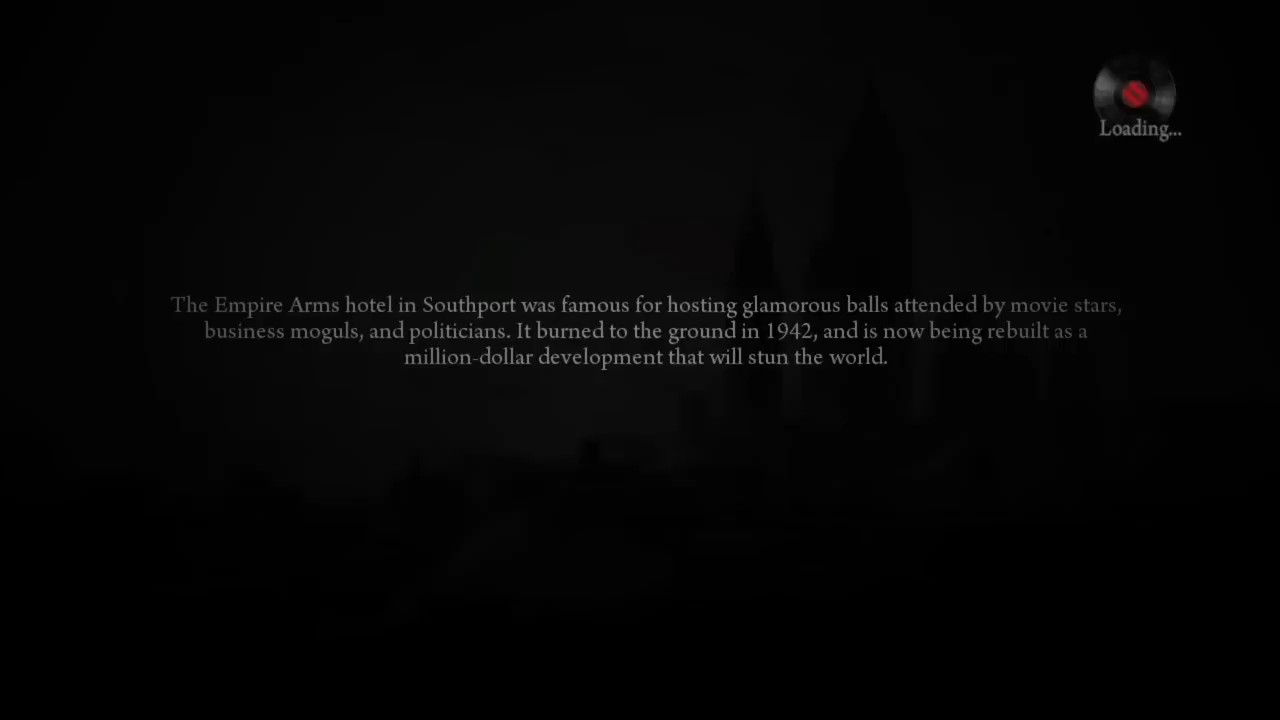 Loading...
The Empire Arms hotel in Southport was famous for hosting glamorous balls attended by movie stars,
business moguls, and politicians. It burned to the ground in 1942, and is now being rebuilt as a
million-dollar development that will stun the world.